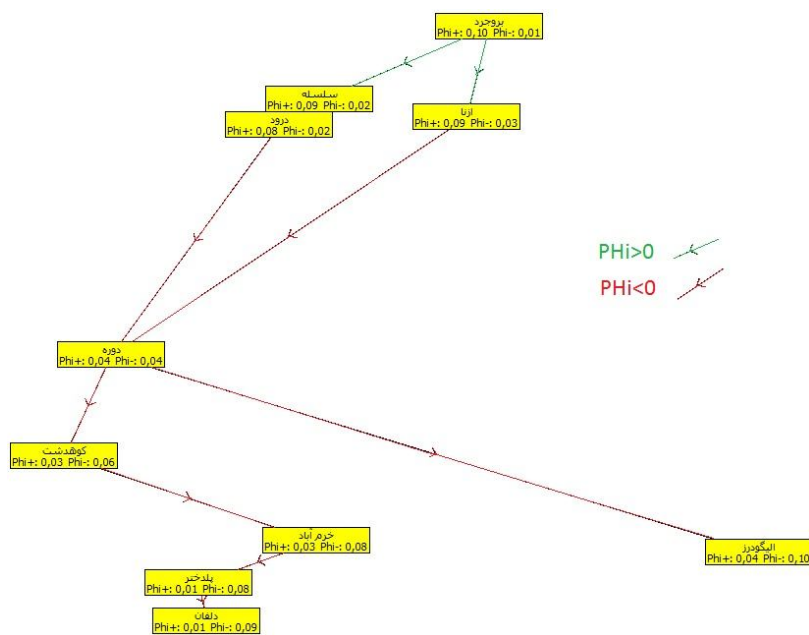 بروجرد
Phi+: 0,10 Phi-: 0,01
سلسله
Phi+: 0,09 Phi-: 0,02
درود
Phi+: 0,08 Phi-: 0,02
ازنا
Phi+: 0,09 Phi-: 0,03
PHi>0
PHi<0
دوره
Phi+: 0,04 Phi-: 0,04
کوهدشت
Phi+: 0,03 Phi-: 0,06
خرم آباد
Phi+: 0,03 Phi-: 0,08
الیگودرز
Phi+: 0,04 Phi-: 0,10
پلدختر
Phi+: 0,01 Phi-: 0,08
دلفان
Phi+: 0,01 Phi-: 0,09